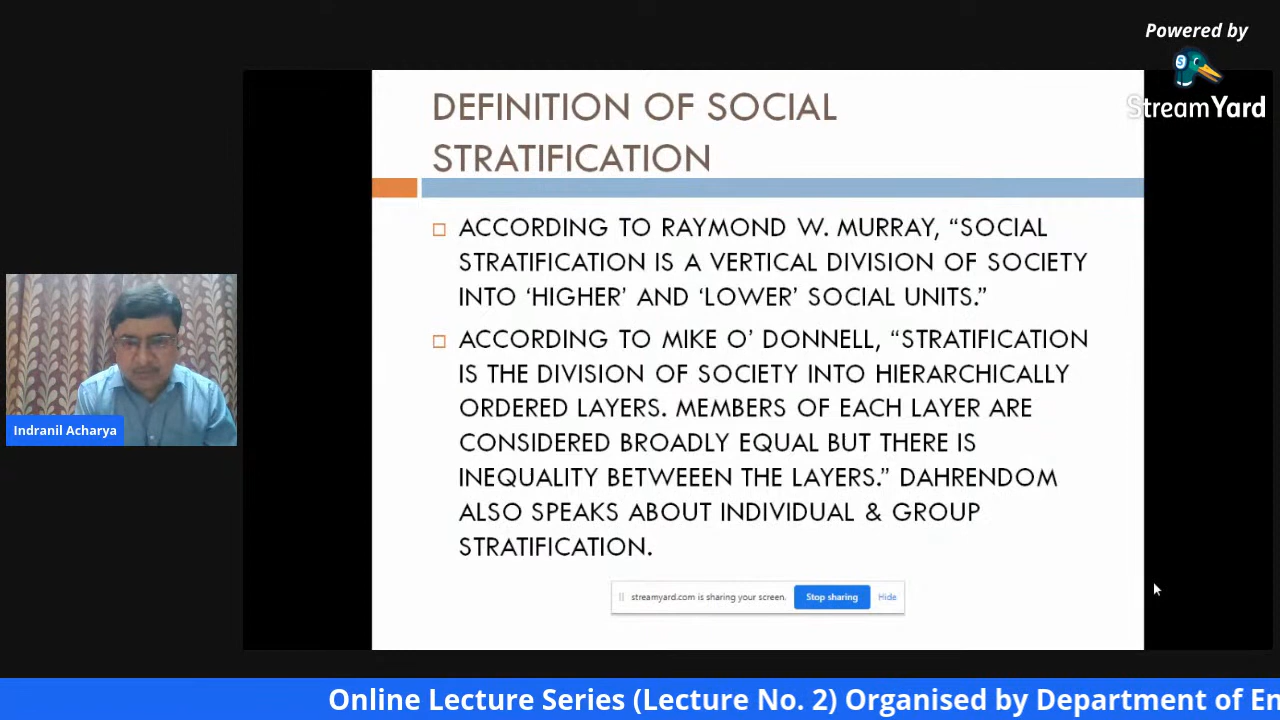 Powered by
StreamYard
DEFINITION OF SOCIAL
STRATIFICATION
ACCORDING TO RAYMOND W. MURRAY, “SOCIAL
STRATIFICATION IS A VERTICAL DIVISION OF SOCIETY
INTO ‘HIGHER’ AND ‘LOWER’ SOCIAL UNITS.”
ACCORDING TO MIKE O’ DONNELL, “STRATIFICATION
IS THE DIVISION OF SOCIETY INTO HIERARCHICALLY
ORDERED LAYERS. MEMBERS OF EACH LAYER ARE
CONSIDERED BROADLY EQUAL BUT THERE IS
INEQUALITY BETWEEEN THE LAYERS.” DAHRENDOM
ALSO SPEAKS ABOUT INDIVIDUAL & GROUP
STRATIFICATION.
streamyard.com is sharing your screen. Stop sharing Hide
Indranil Acharya
Online Lecture Series (Lecture No. 2) Organised by Department of En